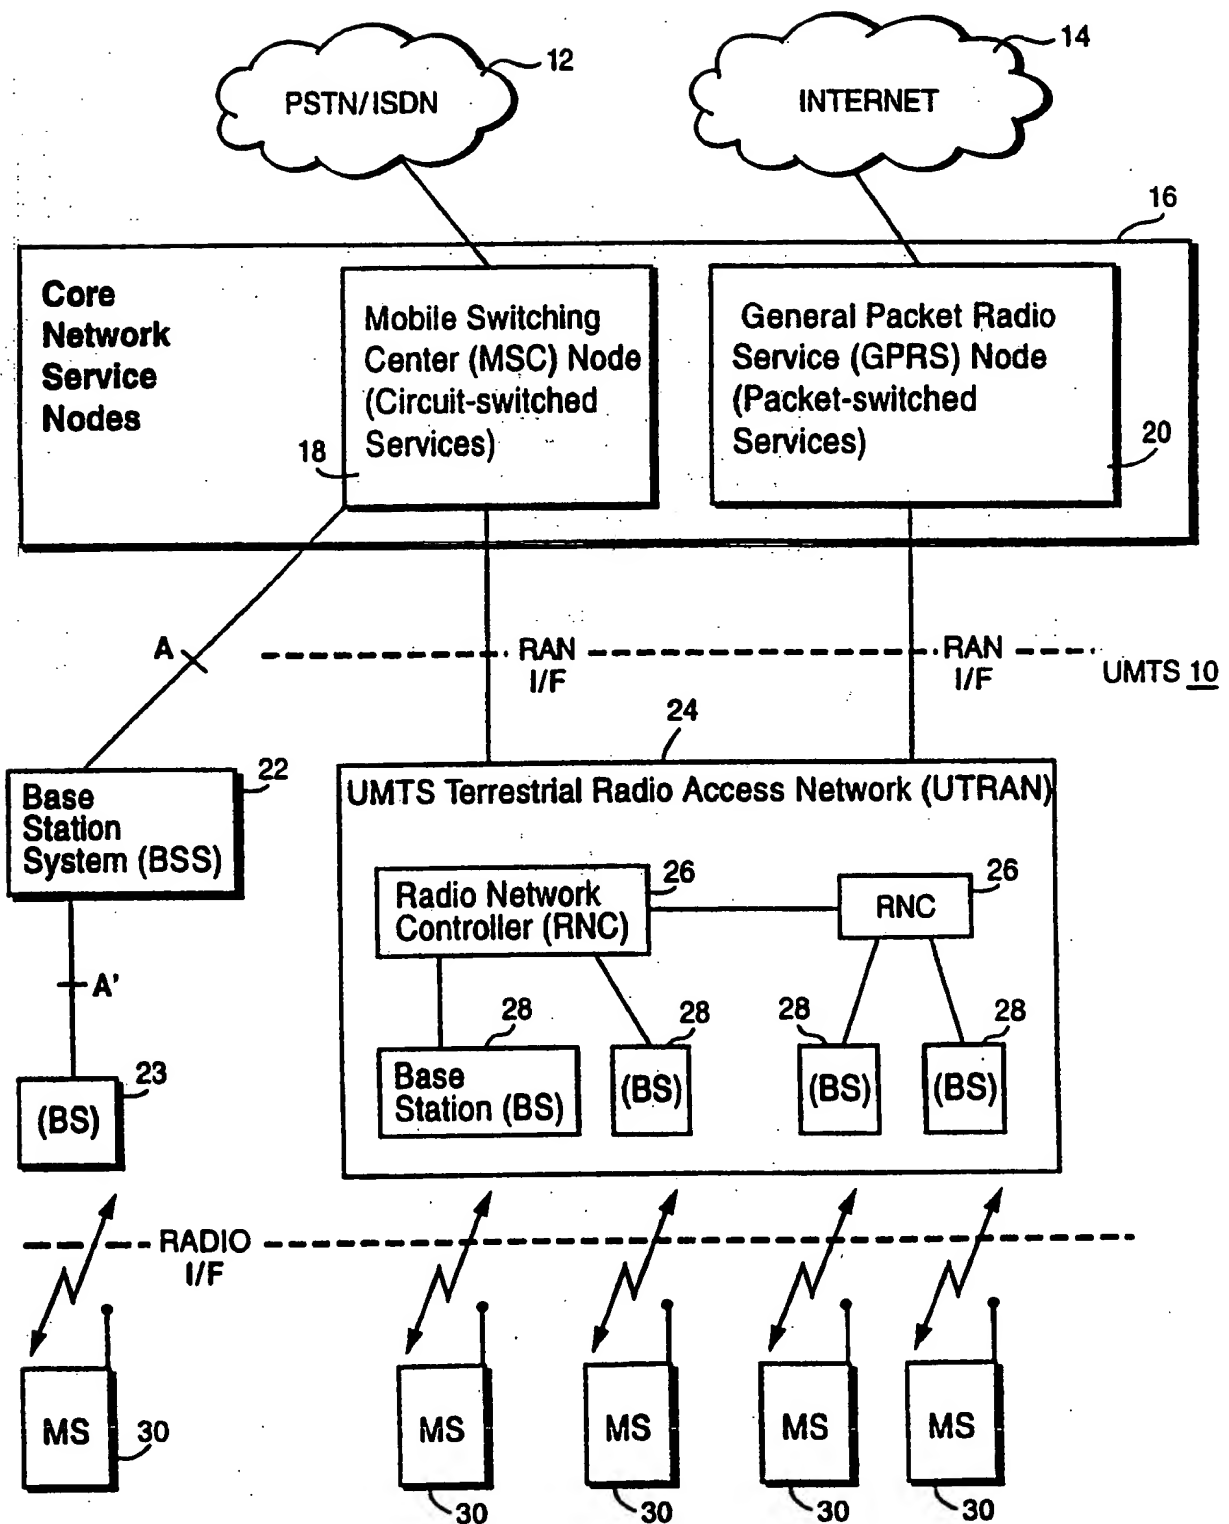 12
14
PSTN/ISDN
INTERNET
16
Core
Network
Service
Nodes
Mobile Switching
Center (MSC) Node
(Circuit-switched
Services)
18
General Packet Radio
Service (GPRS) Node
(Packet-switched
Services)
20
A
RAN
I/F
RAN
I/F
UMTS 10
24
22
Base
Station
System (BSS)
UMTS Terrestrial Radio Access Network (UTRAN)
26
Radio Network
Controller (RNC)
26
RNC
A'
28
28
28
28
23
(BS)
Base
Station (BS)
(BS)
(BS)
(BS)
RADIO
I/F
MS
30
MS
MS
MS
MS
30
30
30
30